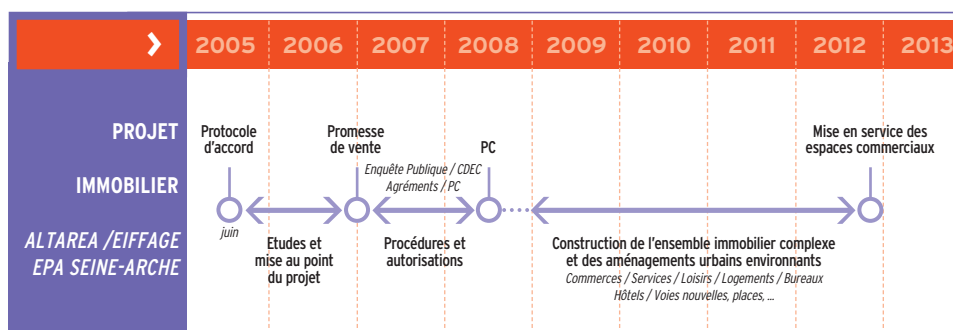 2005 2006 2007 2008 2009 2010 2011 2012 2013
PROJET
IMMOBILIER
ALTAREA /EIFFAGE
EPA SEINE-ARCHE
Protocole
d'accord
juin
Etudes et
mise au point
du projet
Promesse
de vente
Enquête Publique / CDEC
Agréments / PC
Procédures et
autorisations
PC
Construction de l'ensemble immobilier complexe
et des aménagements urbains environnants
Commerces / Services / Loisirs / Logements / Bureaux
Hôtels / Voies nouvelles, places, ...
Mise en service des
espaces commerciaux